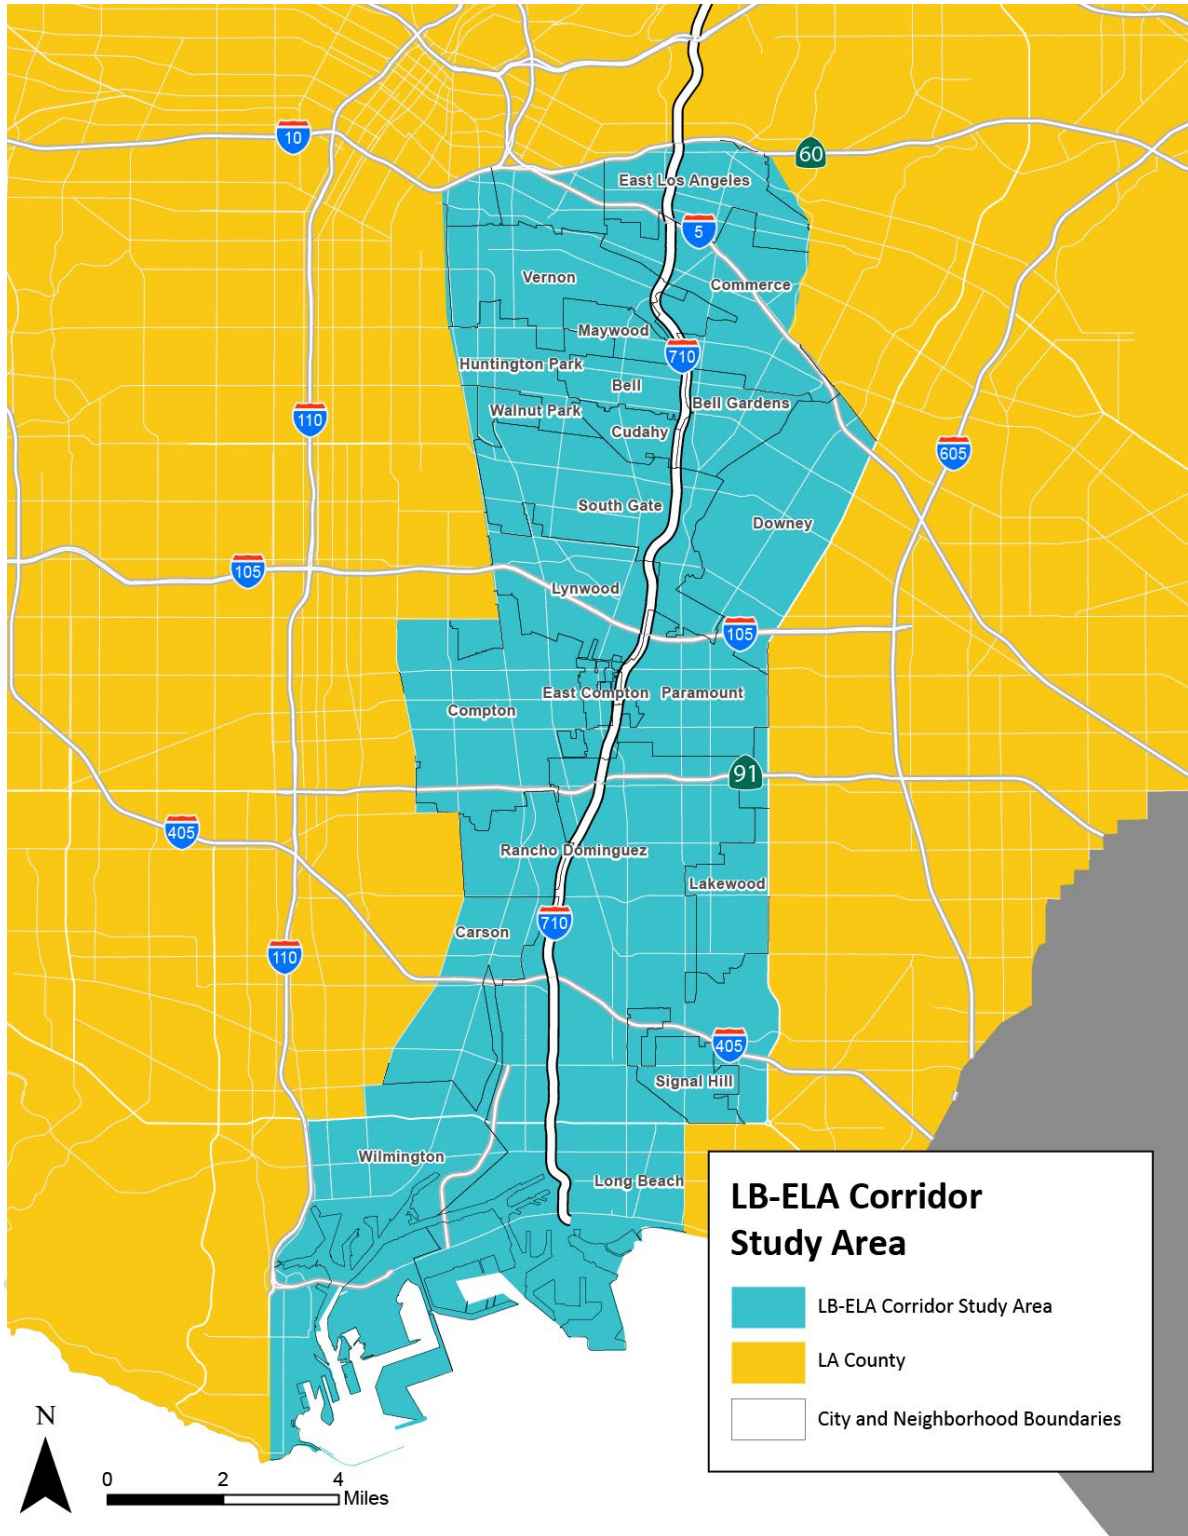 10
60
East Los Angeles
5
Vernon
Commerce
Maywood
710
Huntington Park
Bell
Bell Gardens
Walnut Park
110
Cudahy
605
South Gate
Downey
105
Lynwood
105
East Compton
Paramount
Compton
91
405
Rancho Dominguez
Lakewood
710
Carson
110
405
Signal Hill
Wilmington
Long Beach
LB-ELA Corridor
Study Area
LB-ELA Corridor Study Area
LA County
City and Neighborhood Boundaries
N
0 2 4
Miles